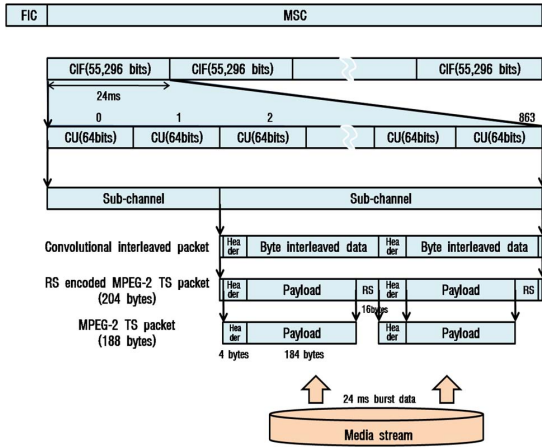 FIC MSC
CIF(55,296 bits) CIF(55,296 bits) CIF(55,296 bits)
24ms
0 1 2 863
CU(64bits) CU(64bits) CU(64bits) CU(64bits) CU(64bits)
Sub-channel Sub-channel
Convolutional interleaved packet
Hea
der
Byte interleaved data
Hea
der
Byte interleaved data
RS encoded MPEG-2 TS packet
(204 bytes)
Hea
der
Payload
RS
Hea
der
Payload
RS
16bytes
MPEG-2 TS packet
(188 bytes)
Hea
der
Payload
Hea
der
Payload
4 bytes 184 bytes
24 ms burst data
Media stream